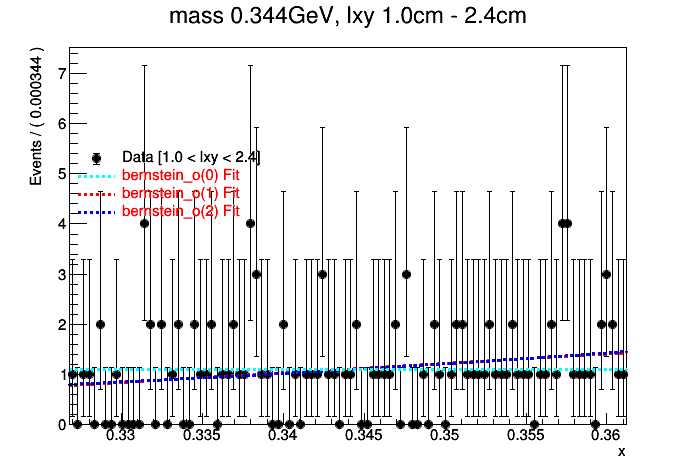 mass 0.344GeV, lxy 1.0cm - 2.4cm
Events / ( 0.000344 )
7
6
5
4
3
2
1
0
Data [1.0 < lxy < 2.4]
bernstein_o(0) Fit
bernstein_o(1) Fit
bernstein_o(2) Fit
0.33 0.335 0.34 0.345 0.35 0.355 0.36
x